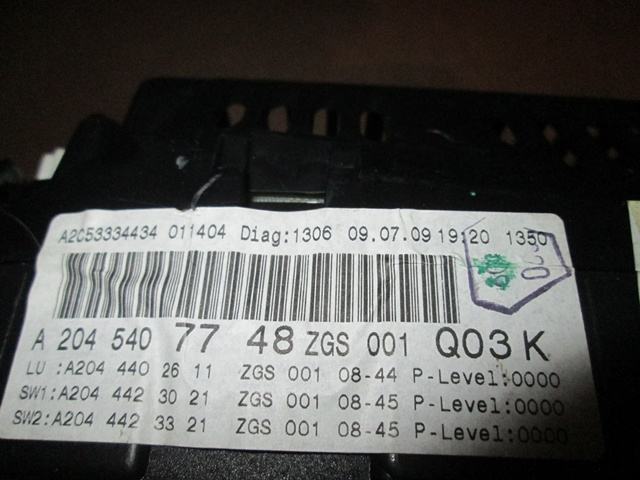 A2C53334434 011404 Diag:1306 09.07.09 19:20 1350
A 204 540 77 48 ZGS 001 Q03 K
LU : A204 440 26 11 ZGS 001 08-44 P-Level:0000
SW1:A204 442 30 21 ZGS 001 08-45 P-Level:0000
SW2:A204 442 33 21 ZGS 001 08-45 P-Level:0000